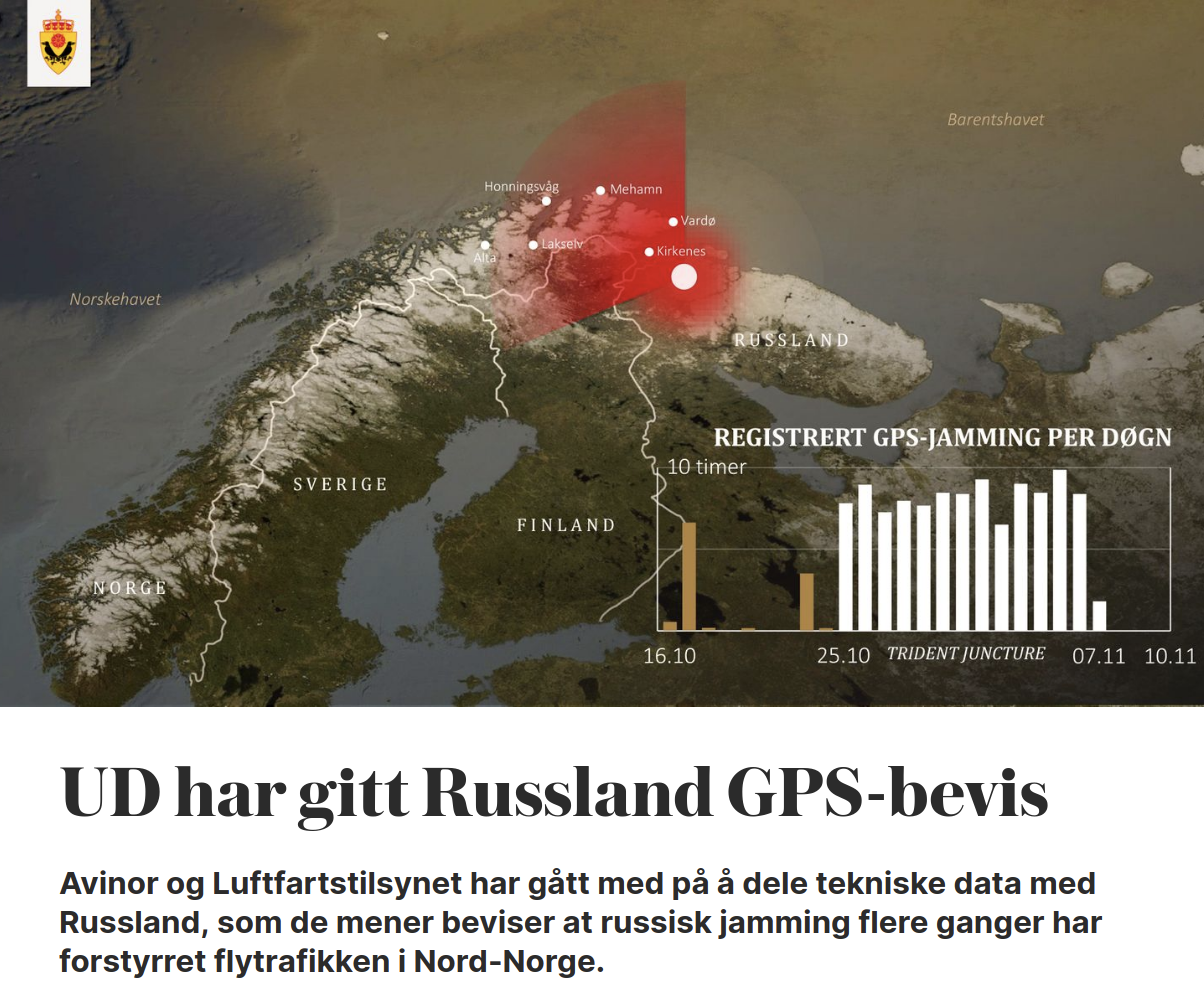 Barentshavet
Honningsvåg
Mehamn
Vardø
Lakselv
Kirkenes
Alta
Norskehavet
RUSSLAND
REGISTRERT GPS-JAMMING PER DØGN
10 timer
SVERIGE
FINLAND
NORGE
16.10 25.10 TRIDENT JUNCTURE 07.11 10.11
UD har gitt Russland GPS-bevis
Avinor og Luftfartstilsynet har gått med på å dele tekniske data med
Russland, som de mener beviser at russisk jamming flere ganger har
forstyrret flytrafikken i Nord-Norge.